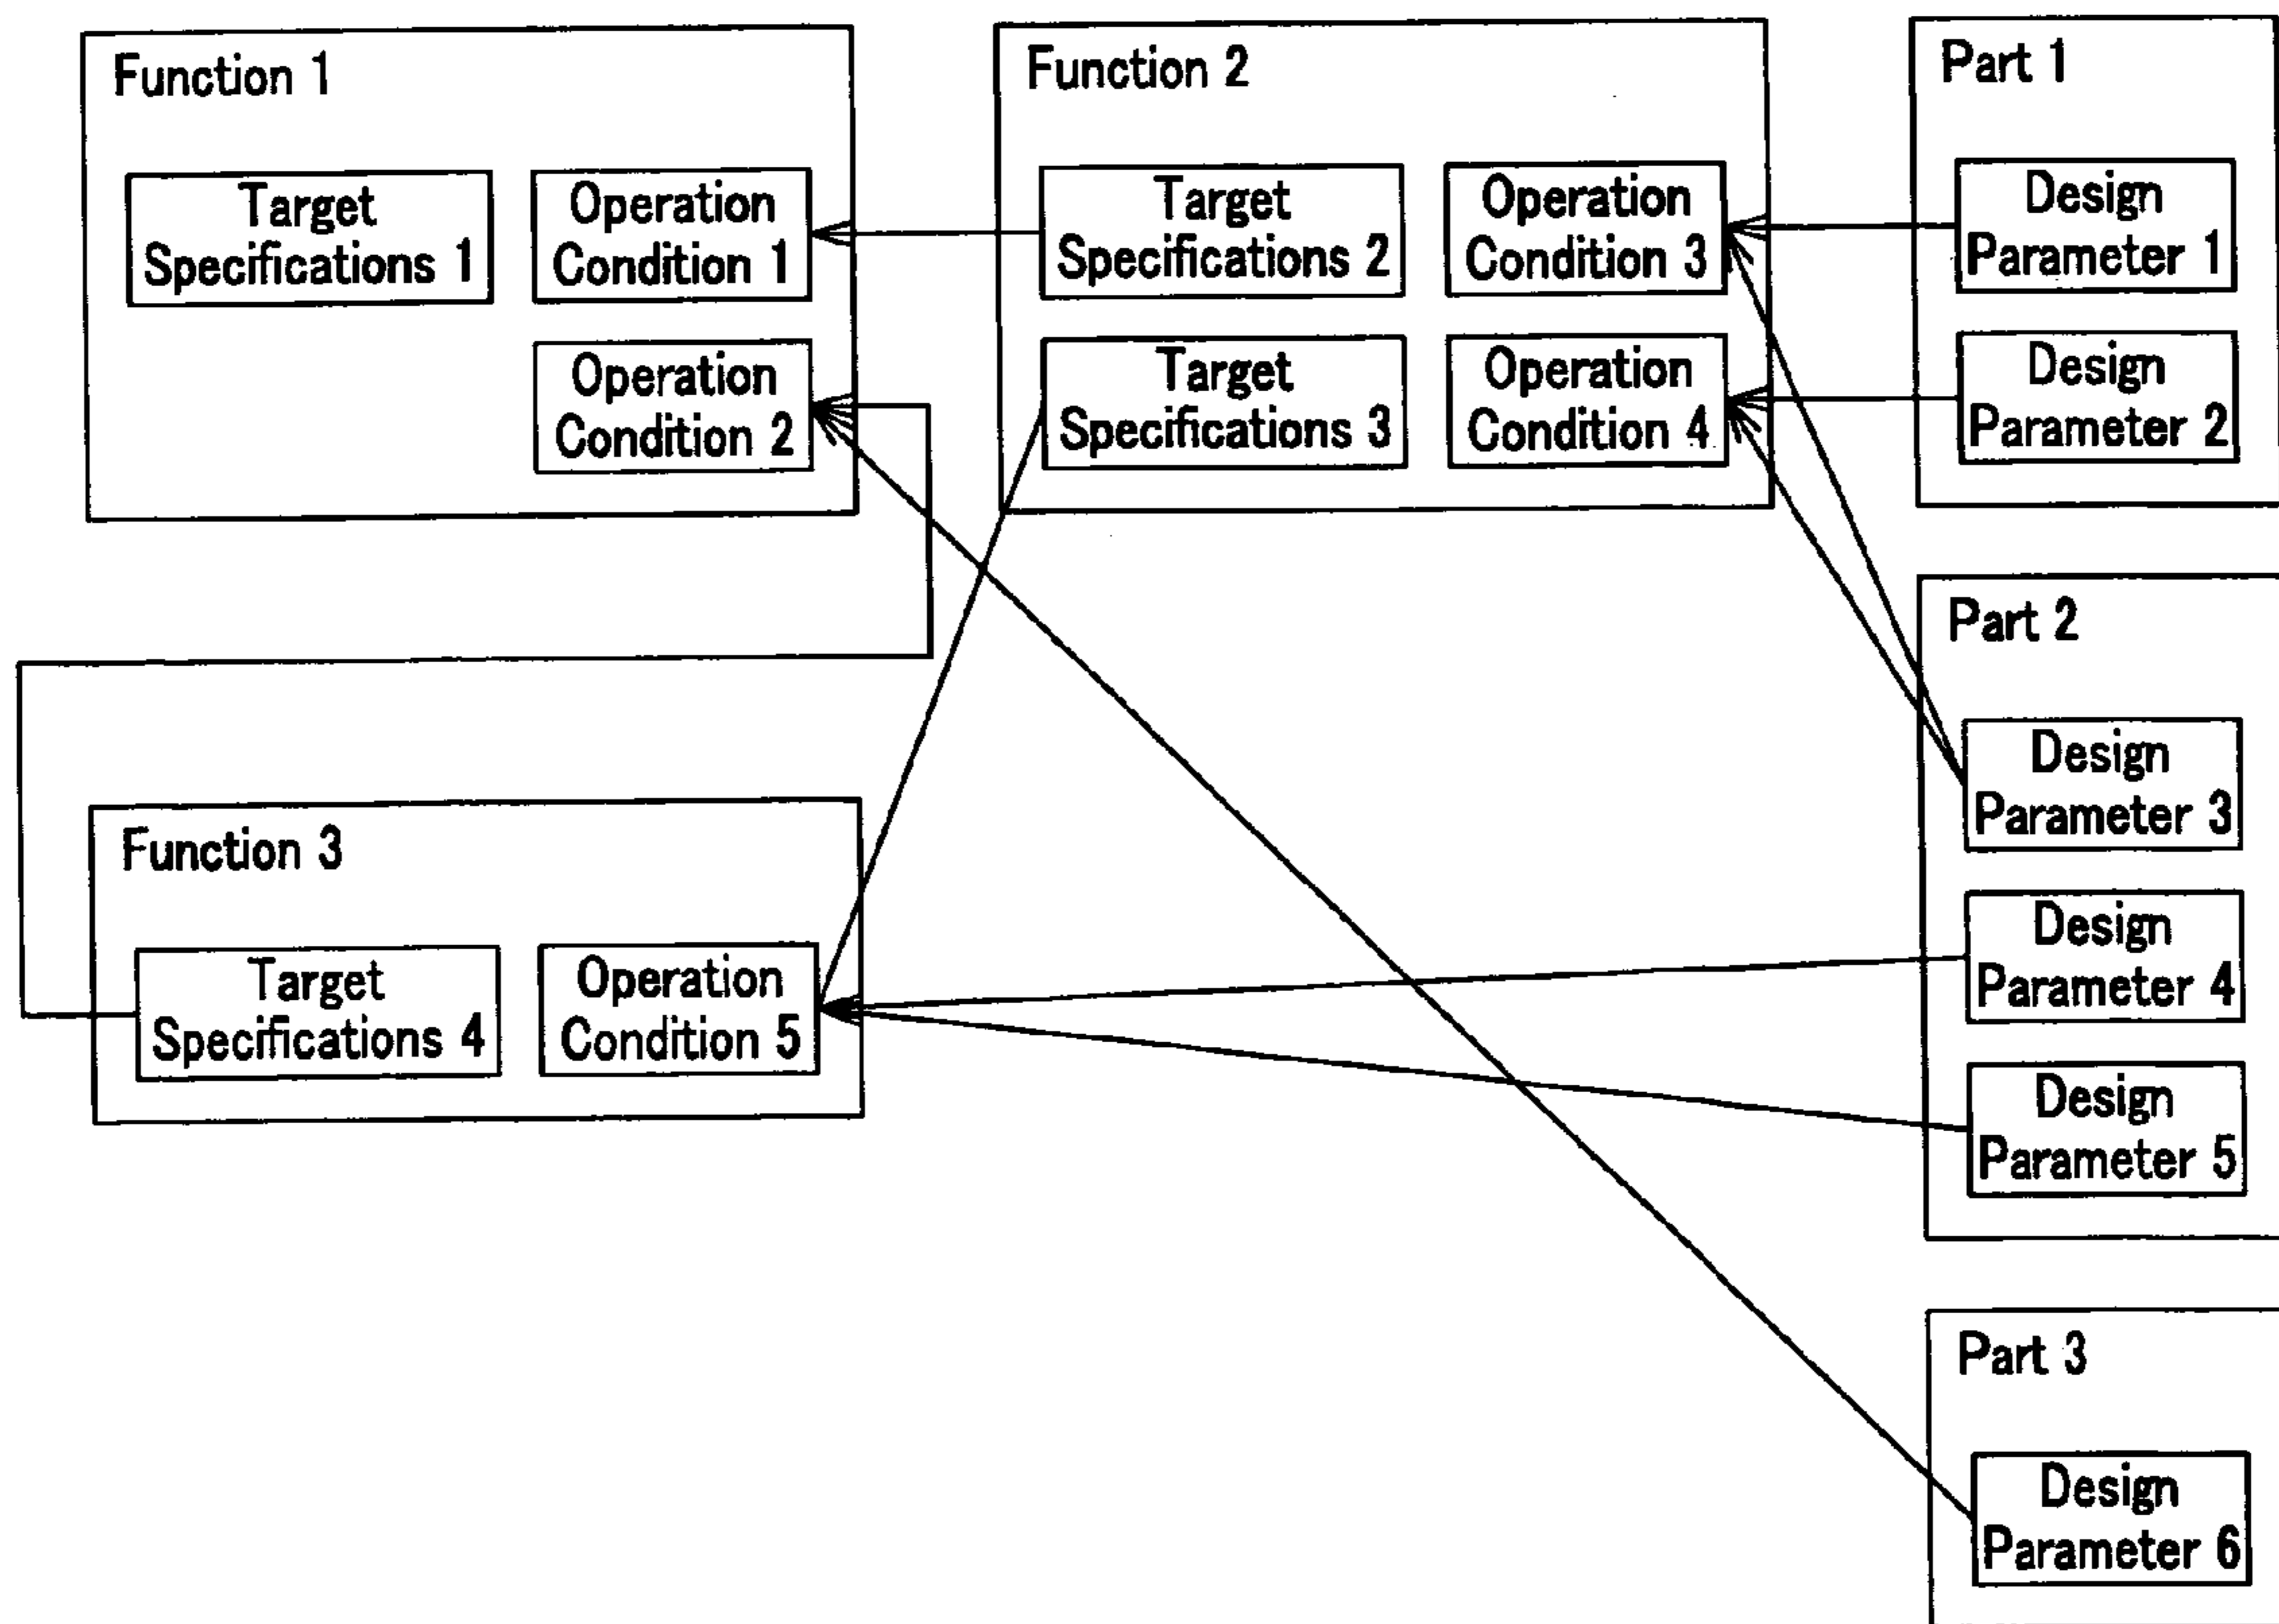 Function 1
Target
Specifications 1
Operation
Condition 1
Operation
Condition 2
Function 2
Target
Specifications 2
Operation
Condition 3
Target
Specifications 3
Operation
Condition 4
Part 1
Design
Parameter 1
Design
Parameter 2
Part 2
Design
Parameter 3
Design
Parameter 4
Design
Parameter 5
Function 3
Target
Specifications 4
Operation
Condition 5
Part 3
Design
Parameter 6